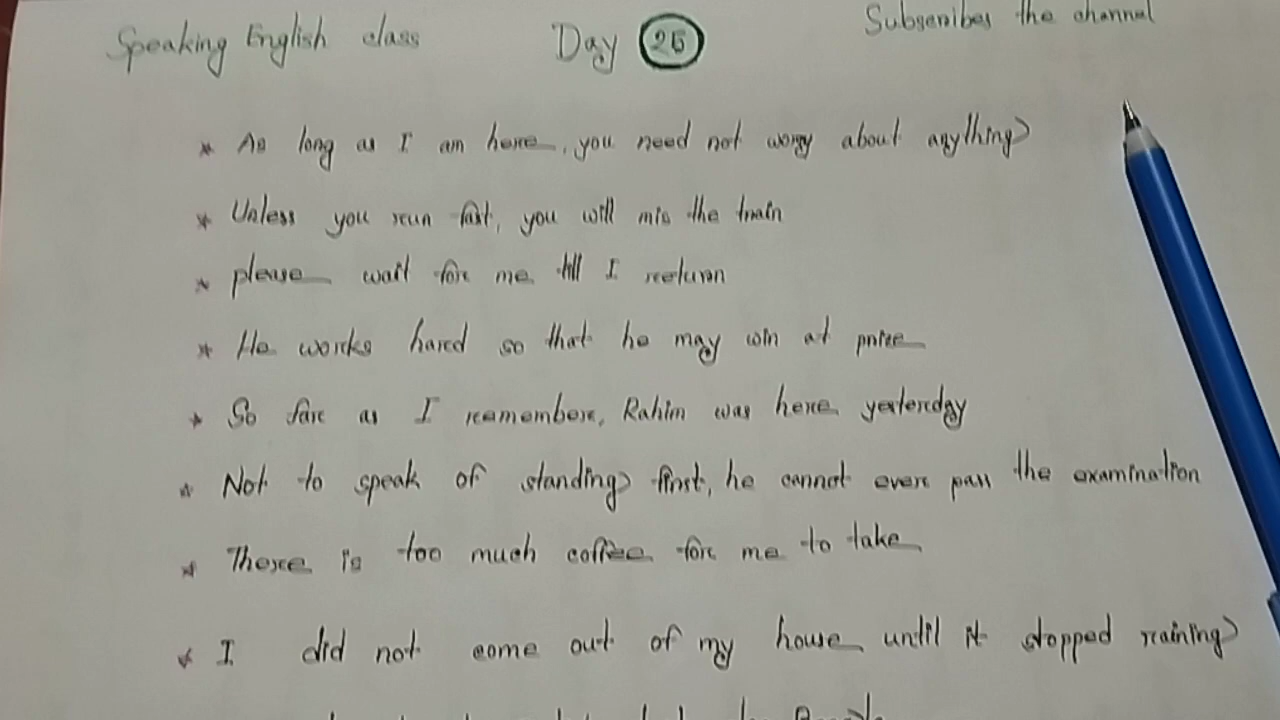 Speaking English class Day 25 Subscribes the channel
* As long as I am here, you need not worry about anything
* Unless you run fast, you will mis the train
* please wait for me till I return
* He works hard so that he may win at prize
* So far as I remember, Rahim was here yesterday
* Not to speak of standing first, he cannot ever pass the examination
* There is too much coffee for me to take
* I did not come out of my house until it stopped raining